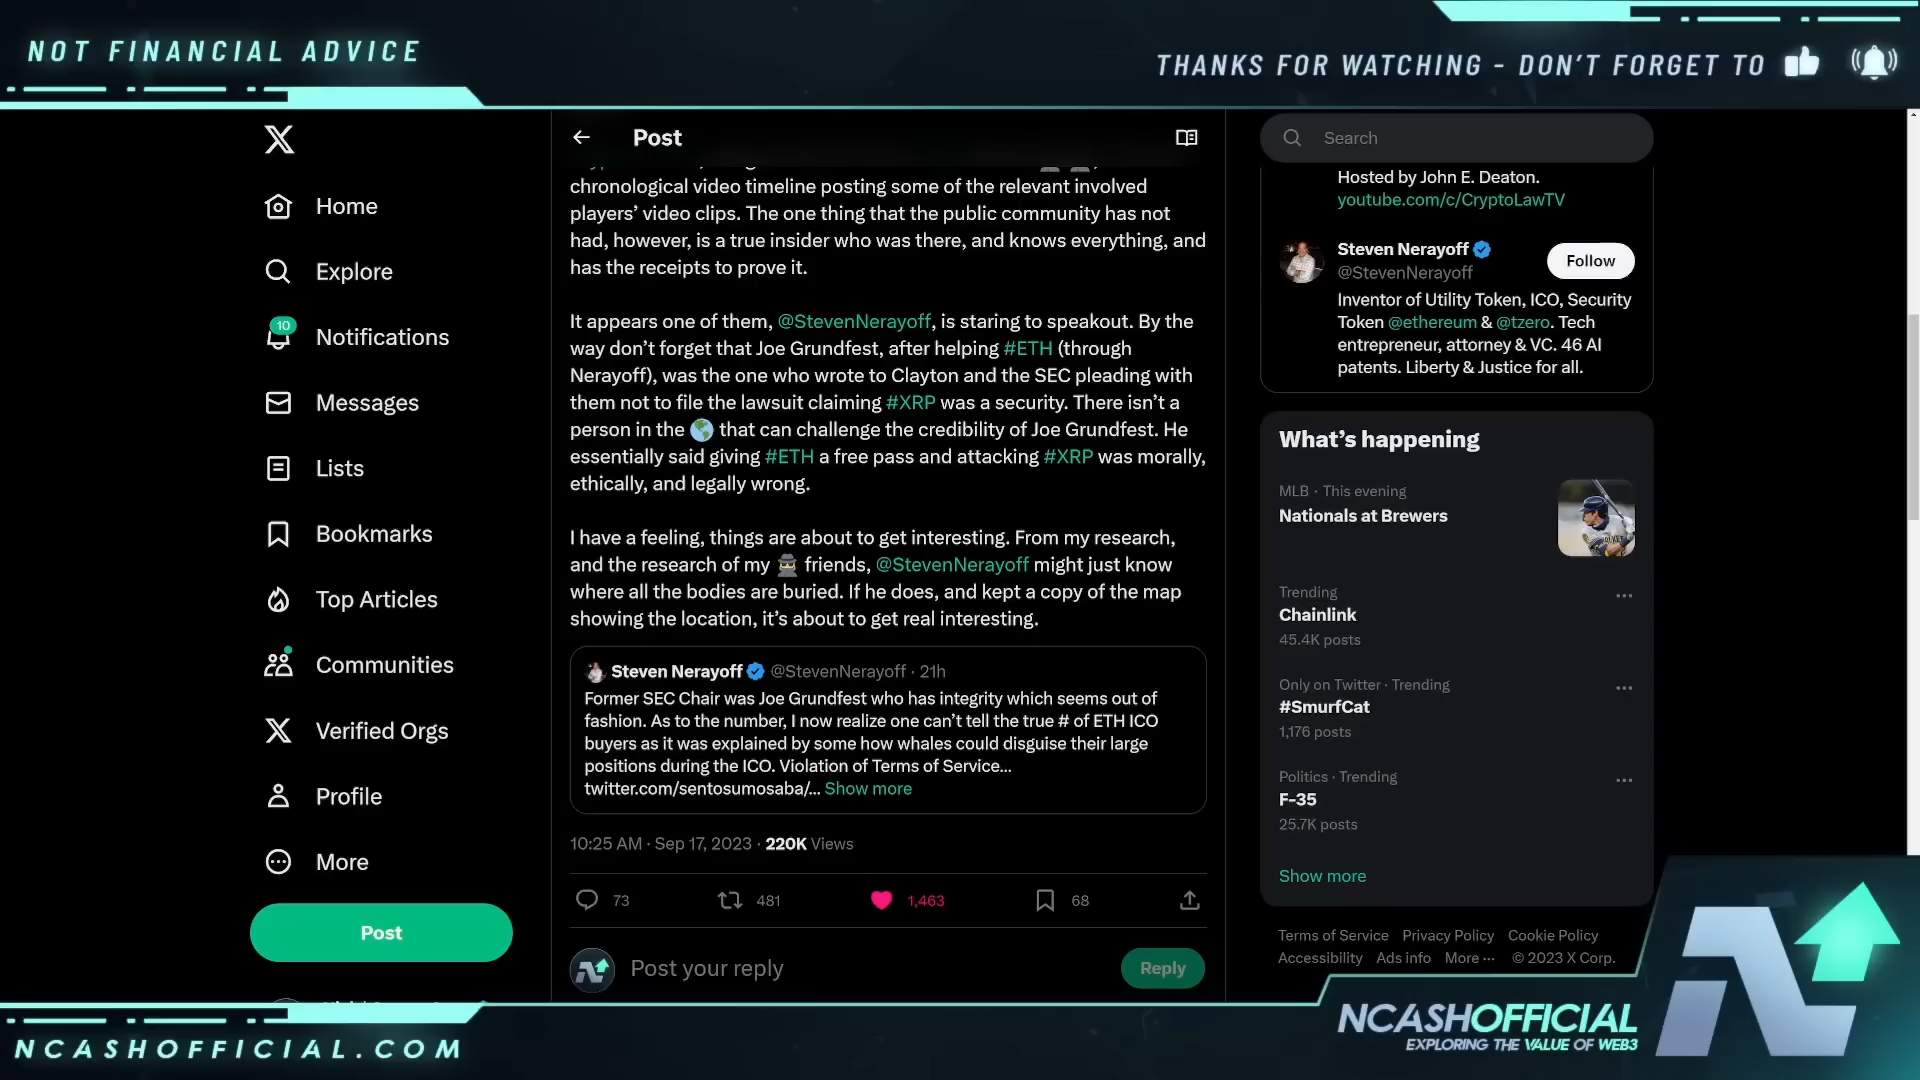 NOT FINANCIAL ADVICE
THANKS FOR WATCHING - DON'T FORGET TO
Home
Explore
10
Notifications
Messages
Lists
Bookmarks
Top Articles
Communities
Verified Orgs
Profile
More
Post
Post
chronological video timeline posting some of the relevant involved
players’ video clips. The one thing that the public community has not
had, however, is a true insider who was there, and knows everything, and
has the receipts to prove it.
It appears one of them, @StevenNerayoff, is staring to speakout. By the
way don’t forget that Joe Grundfest, after helping #ETH (through
Nerayoff), was the one who wrote to Clayton and the SEC pleading with
them not to file the lawsuit claiming #XRP was a security. There isn’t a
person in the 🌎 that can challenge the credibility of Joe Grundfest. He
essentially said giving #ETH a free pass and attacking #XRP was morally,
ethically, and legally wrong.
I have a feeling, things are about to get interesting. From my research,
and the research of my 🕵 friends, @StevenNerayoff might just know
where all the bodies are buried. If he does, and kept a copy of the map
showing the location, it’s about to get real interesting.
Steven Nerayoff @StevenNerayoff · 21h
Former SEC Chair was Joe Grundfest who has integrity which seems out of
fashion. As to the number, I now realize one can’t tell the true # of ETH ICO
buyers as it was explained by some how whales could disguise their large
positions during the ICO. Violation of Terms of Service...
twitter.com/sentosumosaba/... Show more
10:25 AM · Sep 17, 2023 · 220K Views
73 481 1,463 68
Post your reply
Reply
Search
Hosted by John E. Deaton.
youtube.com/c/CryptoLawTV
Steven Nerayoff
@StevenNerayoff
Follow
Inventor of Utility Token, ICO, Security
Token @ethereum & @tzero. Tech
entrepreneur, attorney & VC. 46 AI
patents. Liberty & Justice for all.
What’s happening
MLB · This evening
Nationals at Brewers
Trending
Chainlink
45.4K posts
Only on Twitter · Trending
#SmurfCat
1,176 posts
Politics · Trending
F-35
25.7K posts
Show more
Terms of Service Privacy Policy Cookie Policy
Accessibility Ads info More ··· © 2023 X Corp.
NCASHOFFICIAL.COM
NCASHOFFICIAL
EXPLORING THE VALUE OF WEB3